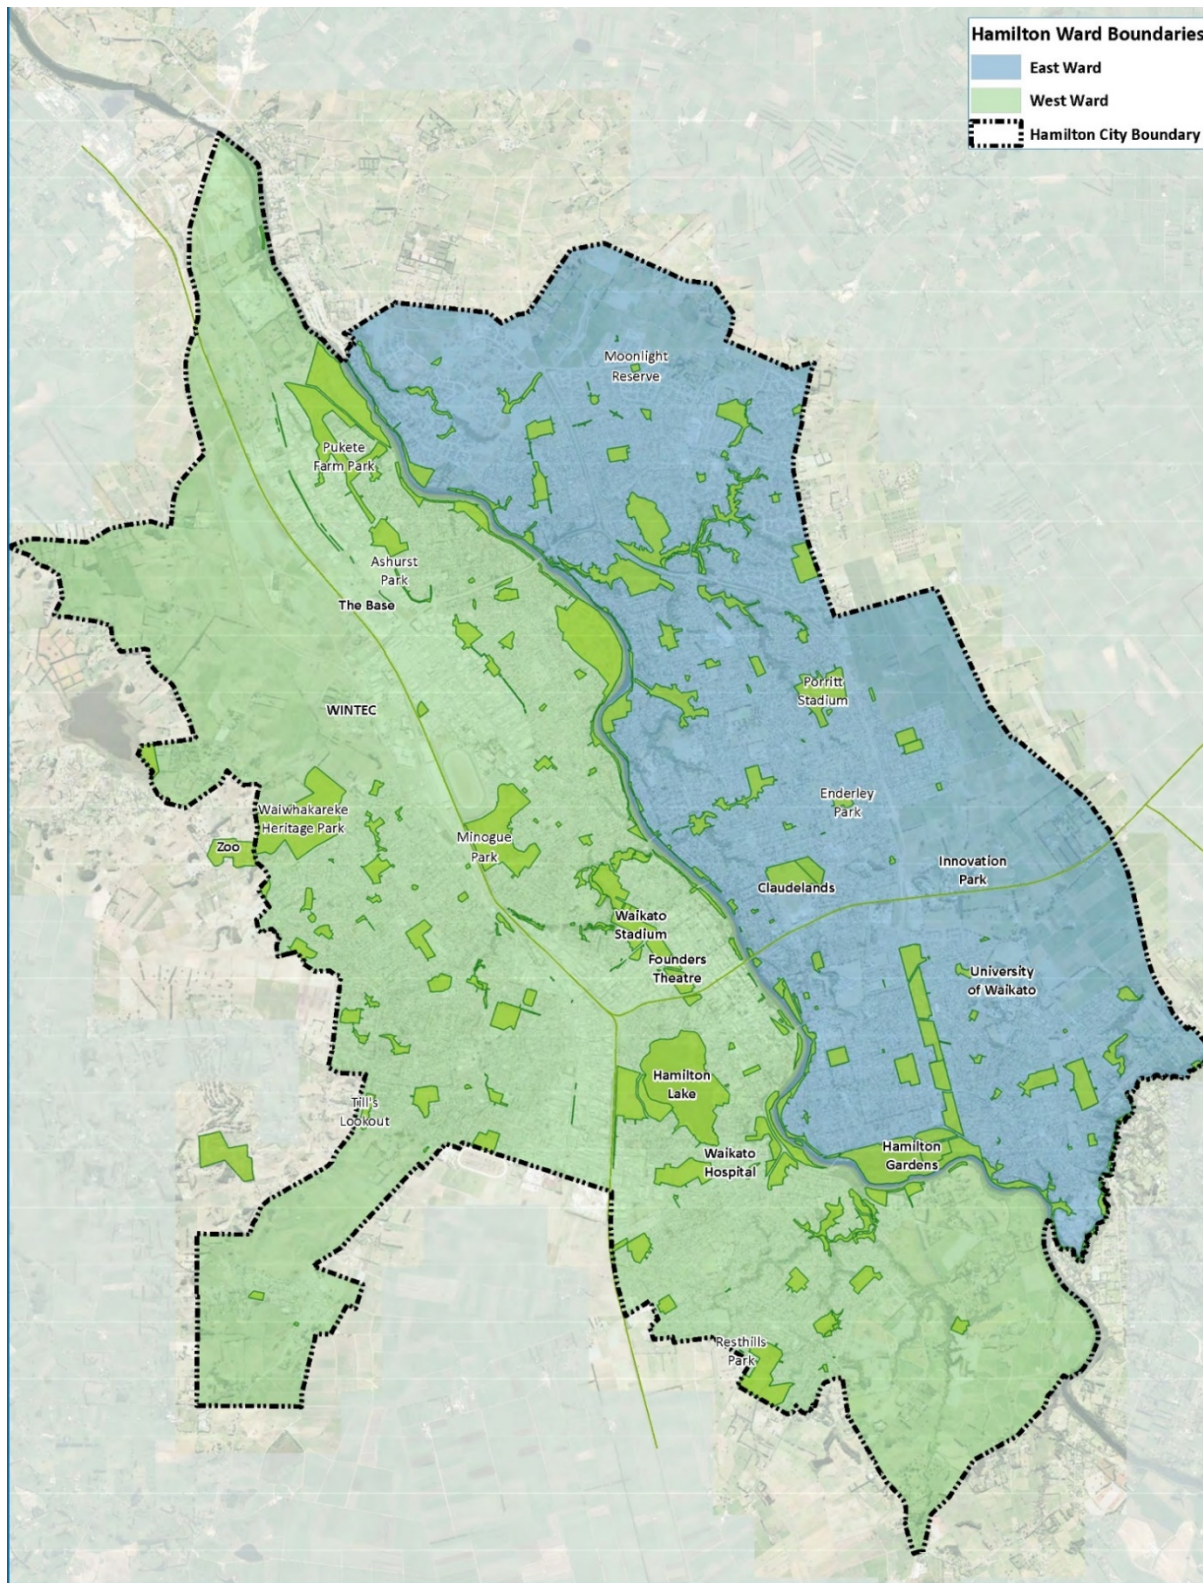 Hamilton Ward Boundaries
East Ward
West Ward
Hamilton City Boundary
Moonlight
Reserve
Pukete
Farm Park
Ashurst
Park
The Base
Porritt
Stadium
WINTEC
Waiwhakareke
Heritage Park
Zoo
Minogue
Park
Enderley
Park
Innovation
Park
Claudelands
Waikato
Stadium
Founders
Theatre
University
of Waikato
Hamilton
Lake
Till's
Lookout
Waikato
Hospital
Hamilton
Gardens
Resthills
Park